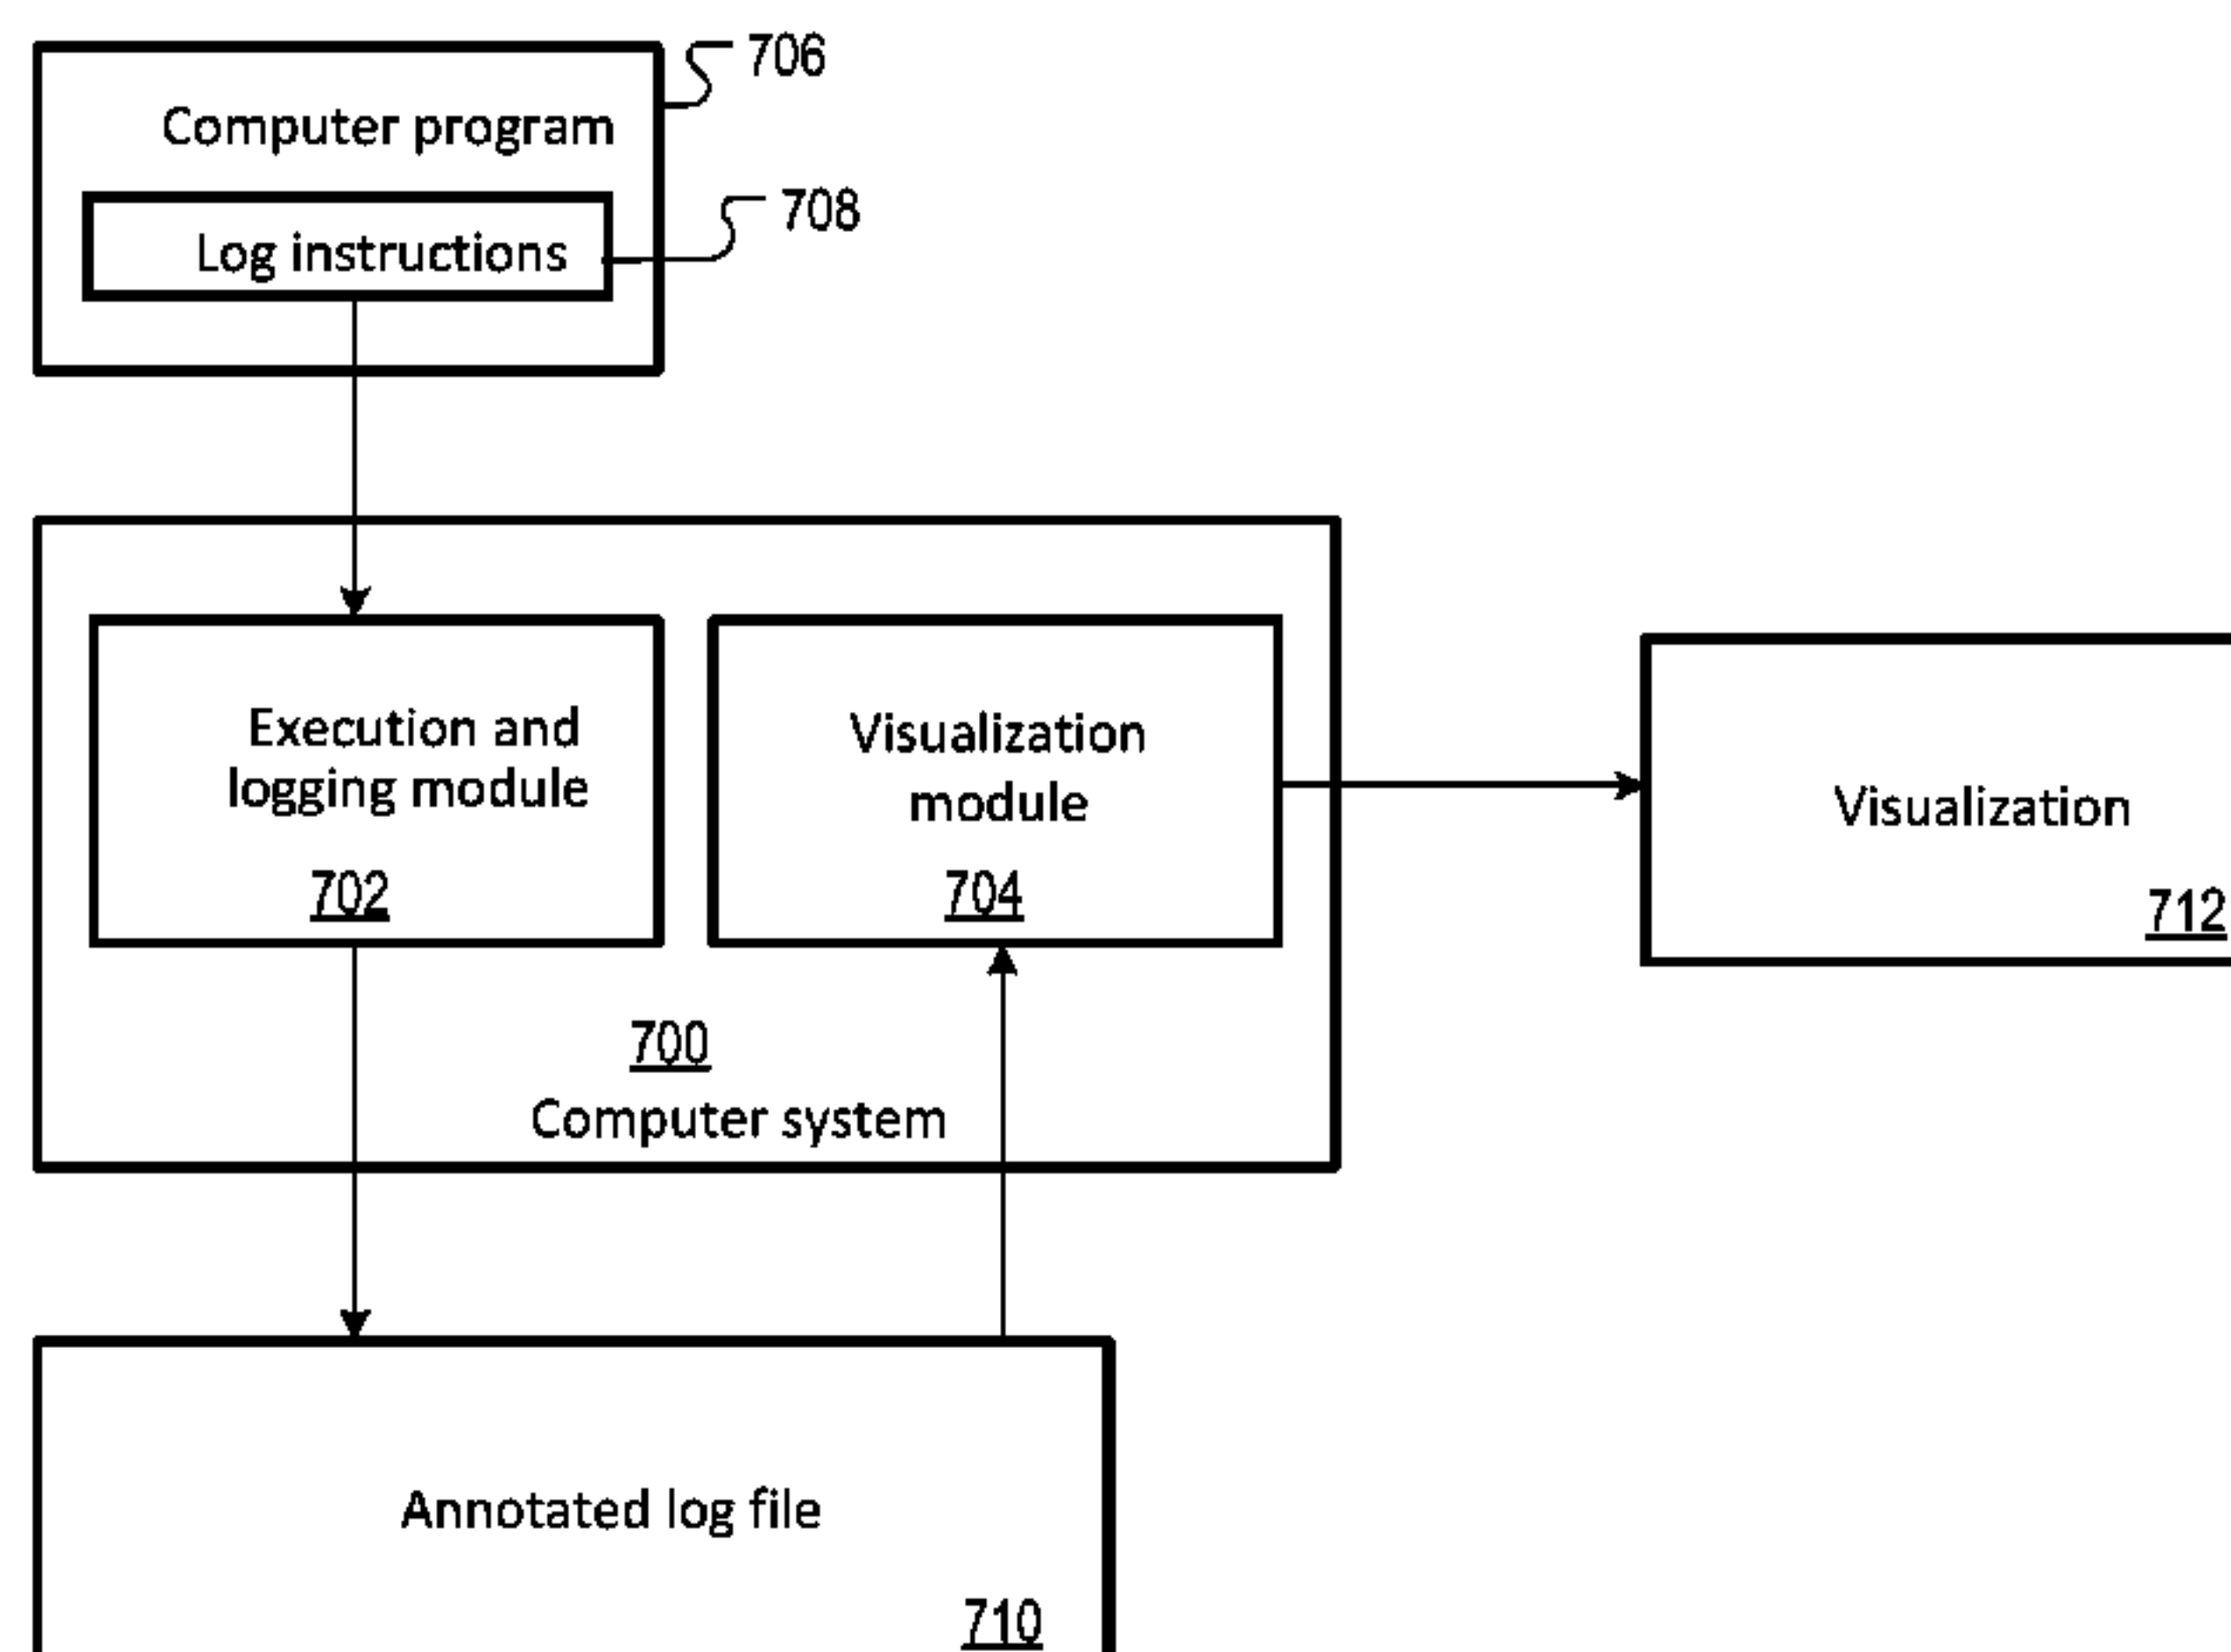 706
Computer program
708
Log instructions
Execution and
logging module
702
Visualization
module
704
Visualization
712
700
Computer system
Annotated log file
710